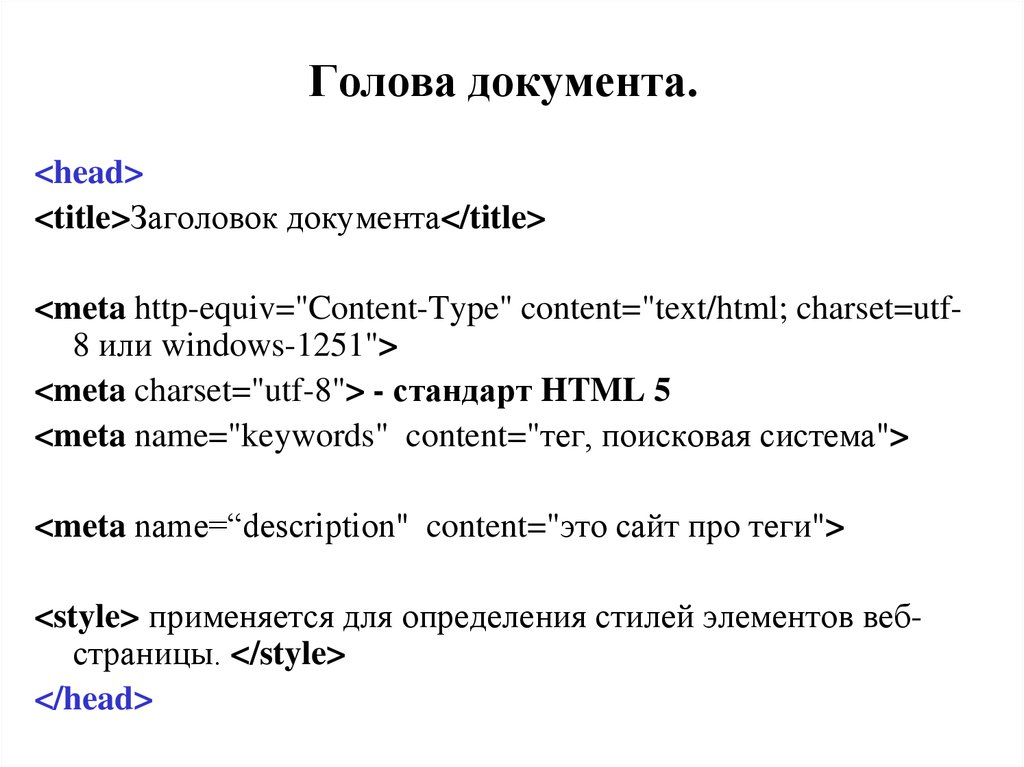 Голова документа.
<head>
<title>Заголовок документа</title>
<meta http-equiv="Content-Type" content="text/html; charset=utf-
8 или windows-1251">
<meta charset="utf-8"> - стандарт HTML 5
<meta name="keywords"  content="тег, поисковая система">
<meta name=“description"  content="это сайт про теги">
<style> применяется для определения стилей элементов веб-
страницы. </style>
</head>